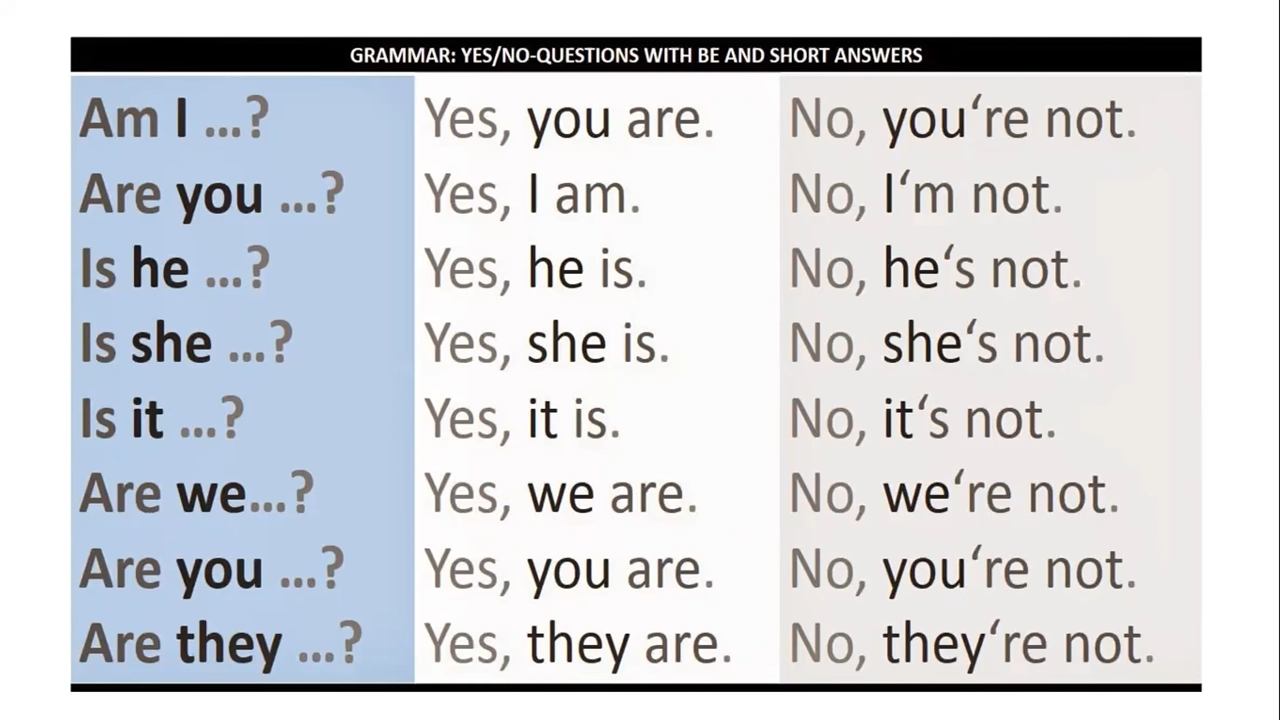 GRAMMAR: YES/NO-QUESTIONS WITH BE AND SHORT ANSWERS
Am I ...? Yes, you are. No, you‘re not.
Are you ...? Yes, I am. No, I‘m not.
Is he ...? Yes, he is. No, he‘s not.
Is she ...? Yes, she is. No, she‘s not.
Is it ...? Yes, it is. No, it‘s not.
Are we...? Yes, we are. No, we‘re not.
Are you ...? Yes, you are. No, you‘re not.
Are they ...? Yes, they are. No, they‘re not.